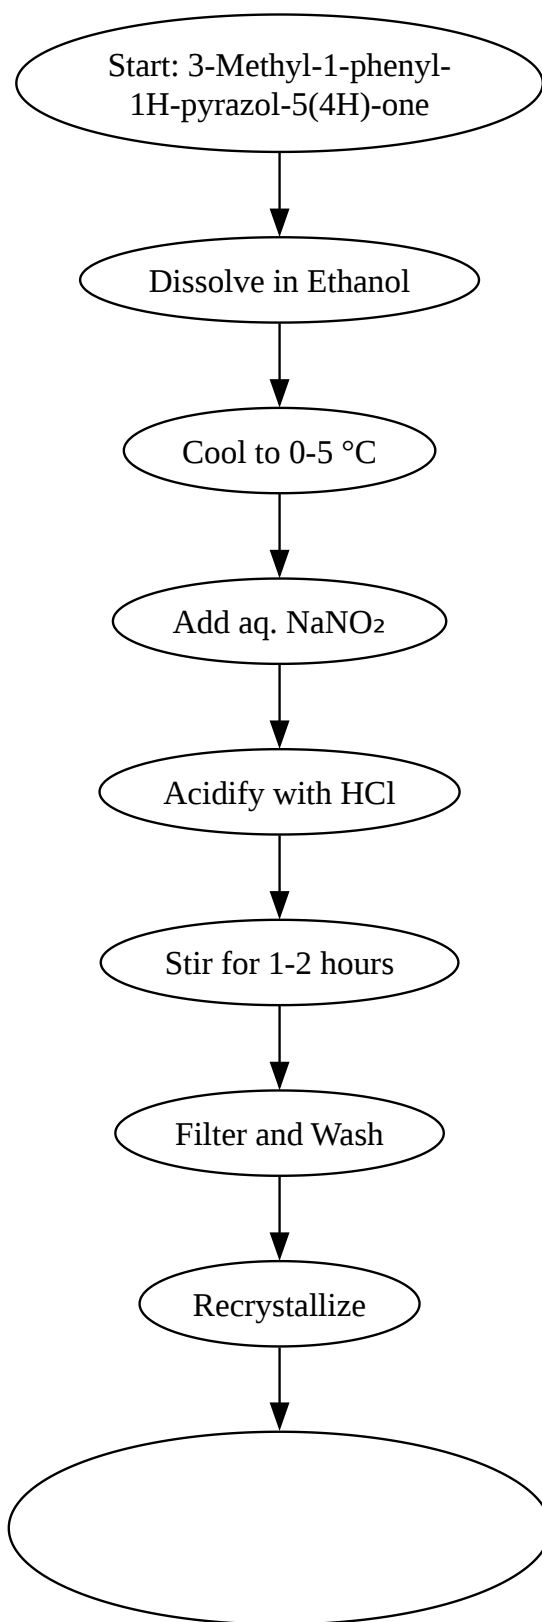 Start: 3-Methyl-1-phenyl-
1H-pyrazol-5(4H)-one
Dissolve in Ethanol
Cool to 0-5 °C
Add aq. NaNO₂
Acidify with HCl
Stir for 1-2 hours
Filter and Wash
Recrystallize